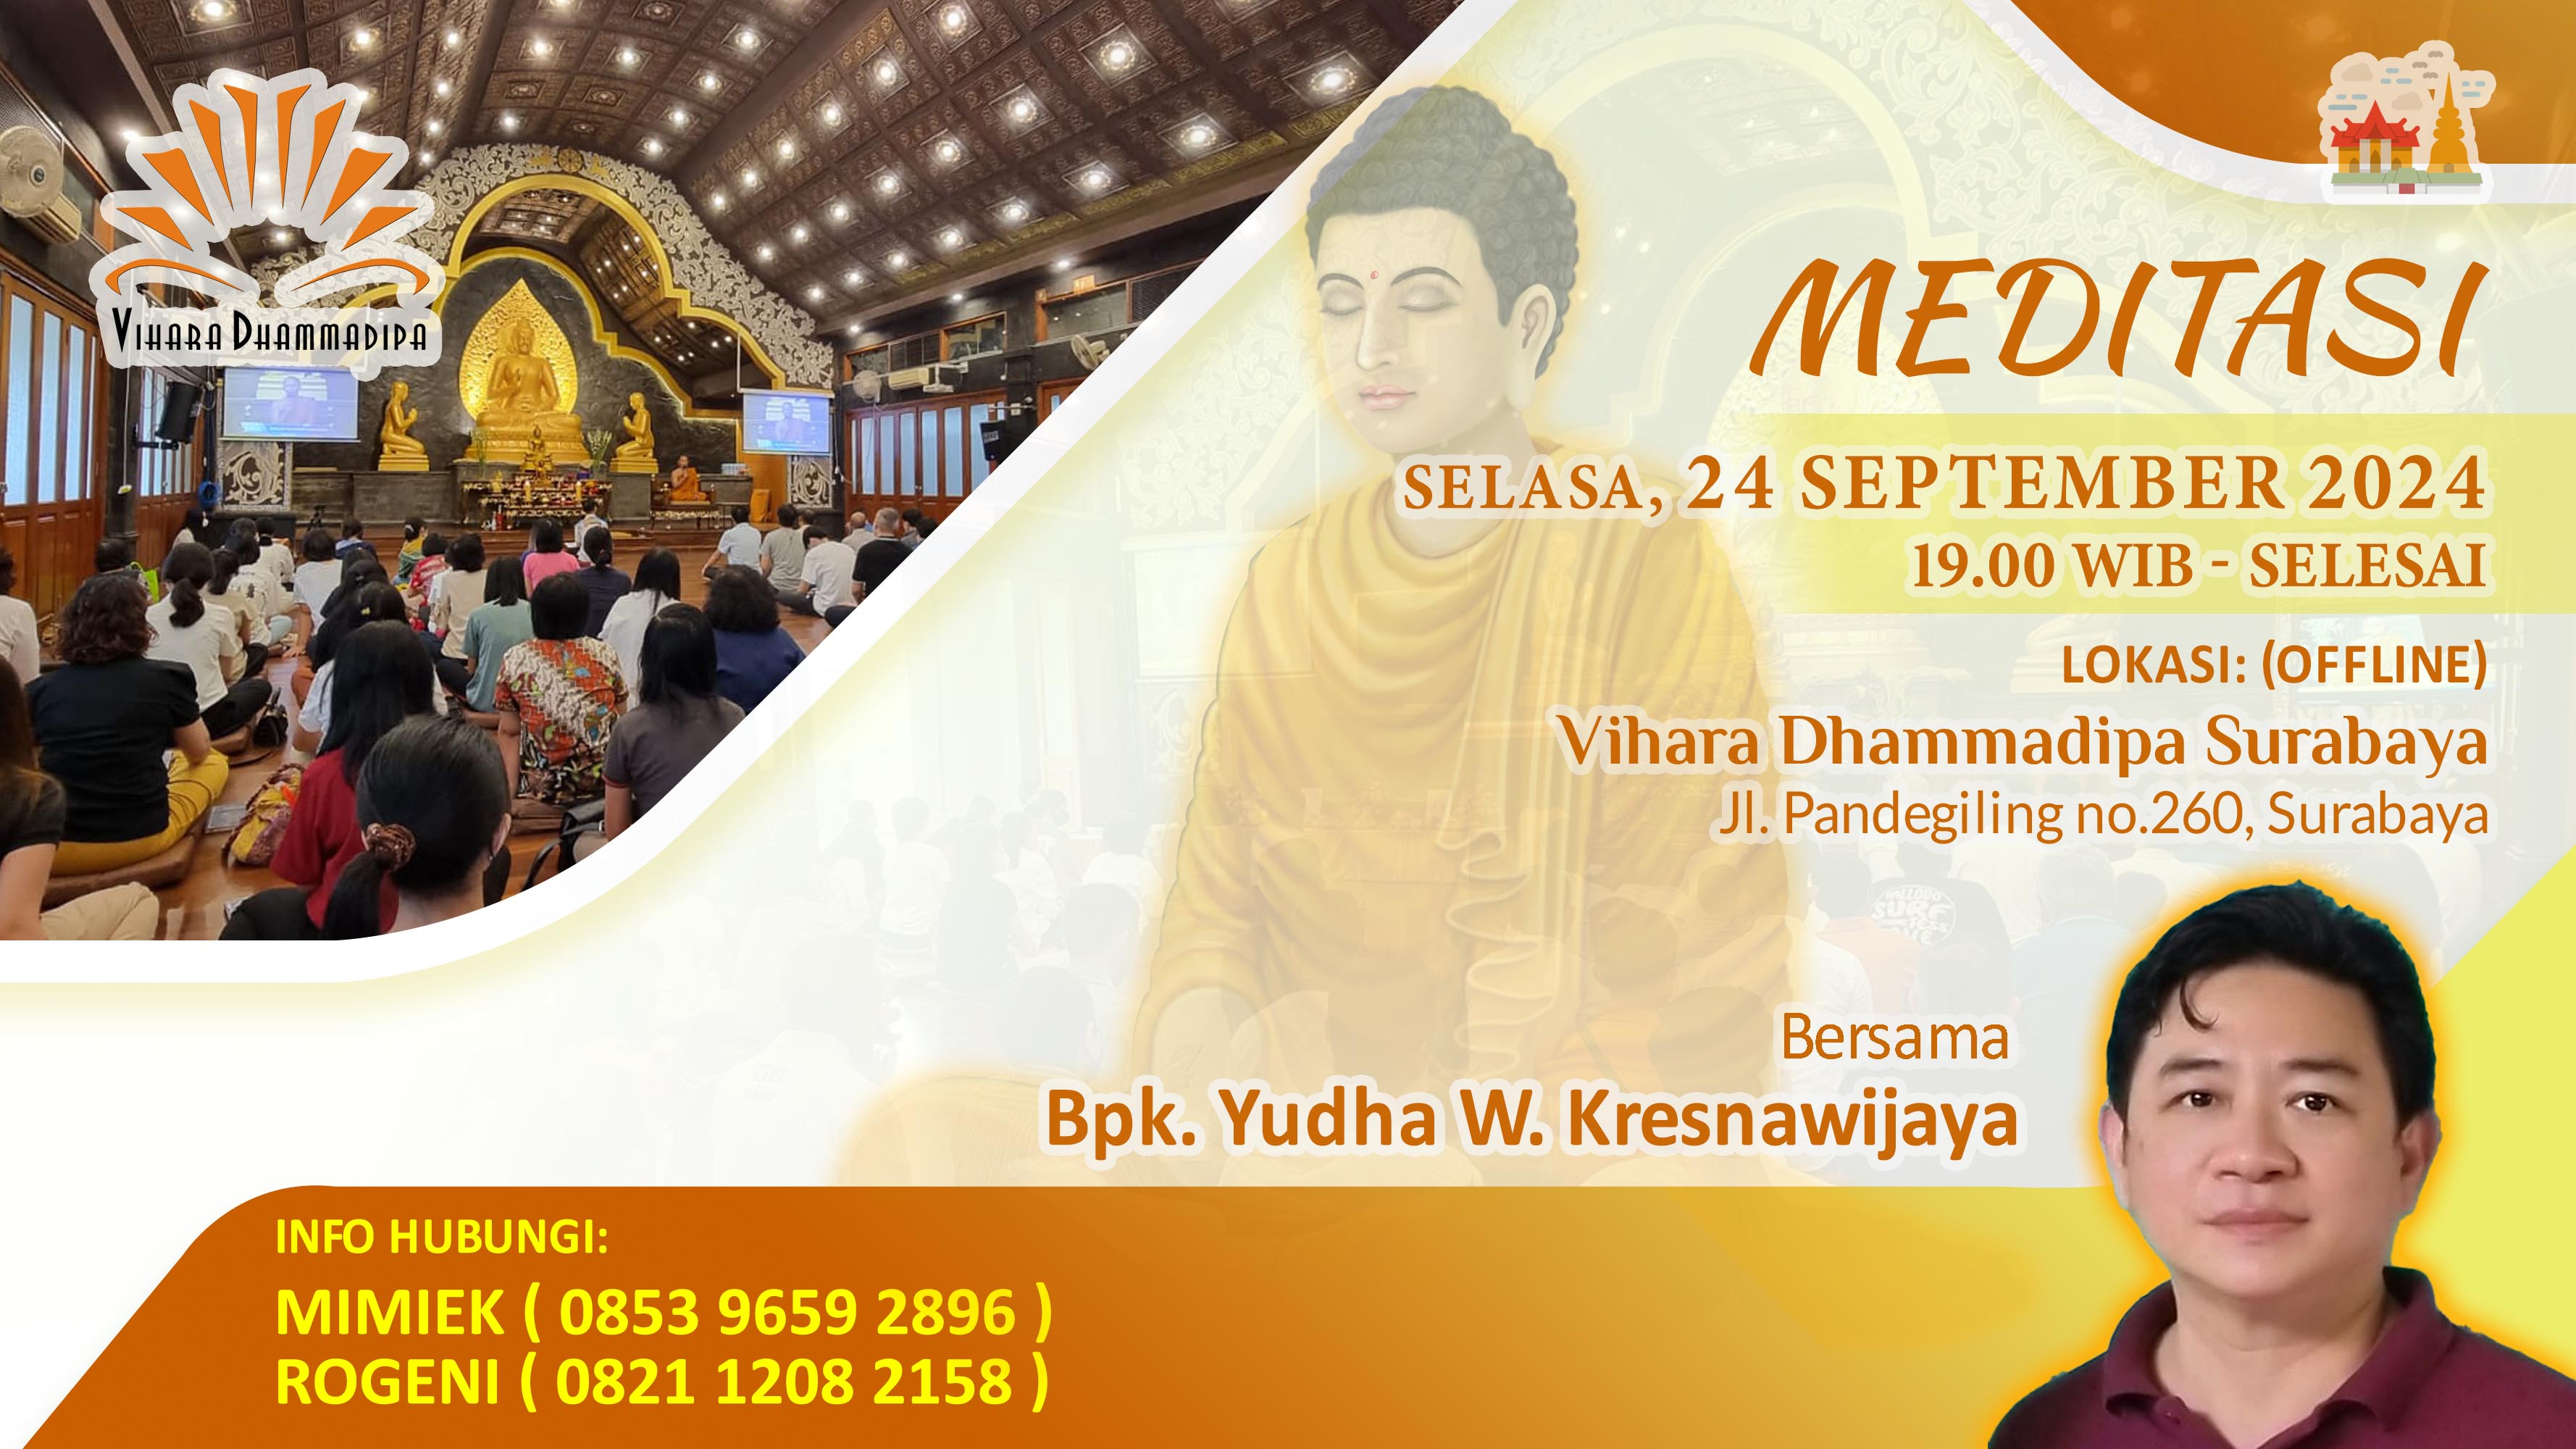 VIHARA DHAMMADIPA
MEDITASI
SELASA, 24 SEPTEMBER 2024
19.00 WIB - SELESAI
LOKASI: (OFFLINE)
Vihara Dhammadipa Surabaya
Jl. Pandegiling no.260, Surabaya
Bersama
Bpk. Yudha W. Kresnawijaya
INFO HUBUNGI:
MIMIEK ( 0853 9659 2896 )
ROGENI ( 0821 1208 2158 )